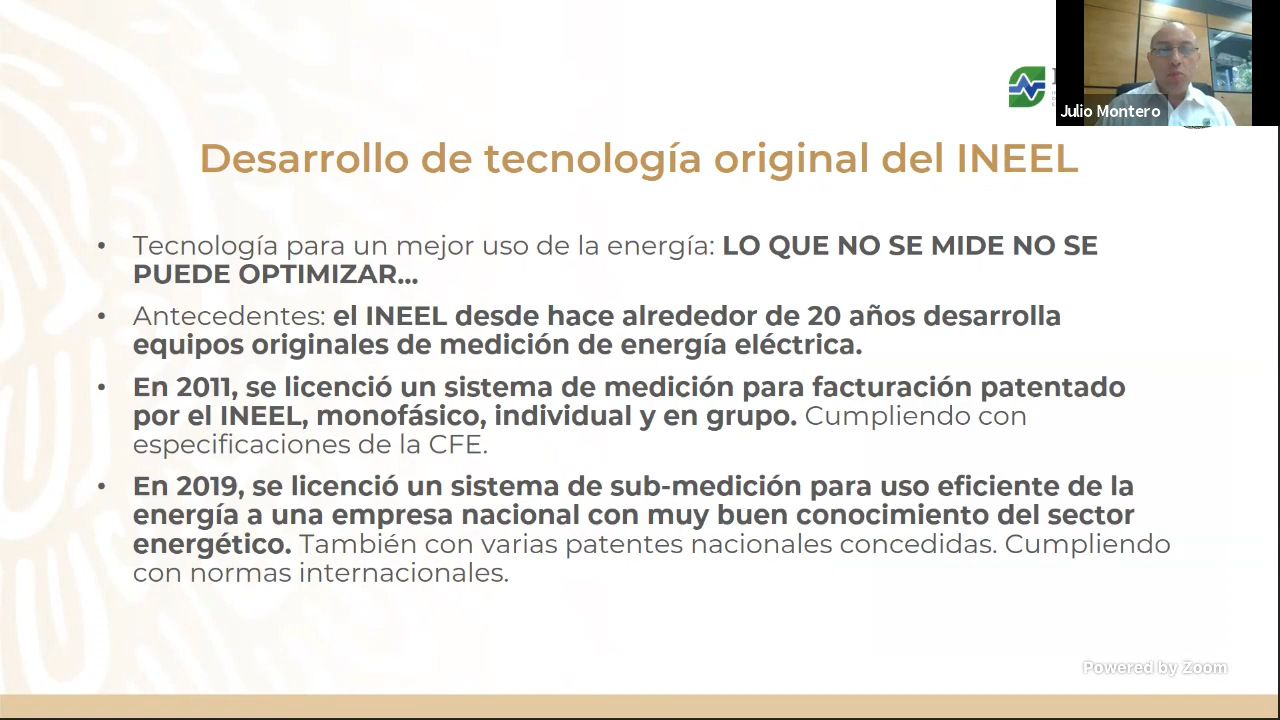 Julio Montero
Desarrollo de tecnología original del INEEL
• Tecnología para un mejor uso de la energía: LO QUE NO SE MIDE NO SE
PUEDE OPTIMIZAR...
• Antecedentes: el INEEL desde hace alrededor de 20 años desarrolla
equipos originales de medición de energía eléctrica.
• En 2011, se licenció un sistema de medición para facturación patentado
por el INEEL, monofásico, individual y en grupo. Cumpliendo con
especificaciones de la CFE.
• En 2019, se licenció un sistema de sub-medición para uso eficiente de la
energía a una empresa nacional con muy buen conocimiento del sector
energético. También con varias patentes nacionales concedidas. Cumpliendo
con normas internacionales.
Powered by Zoom